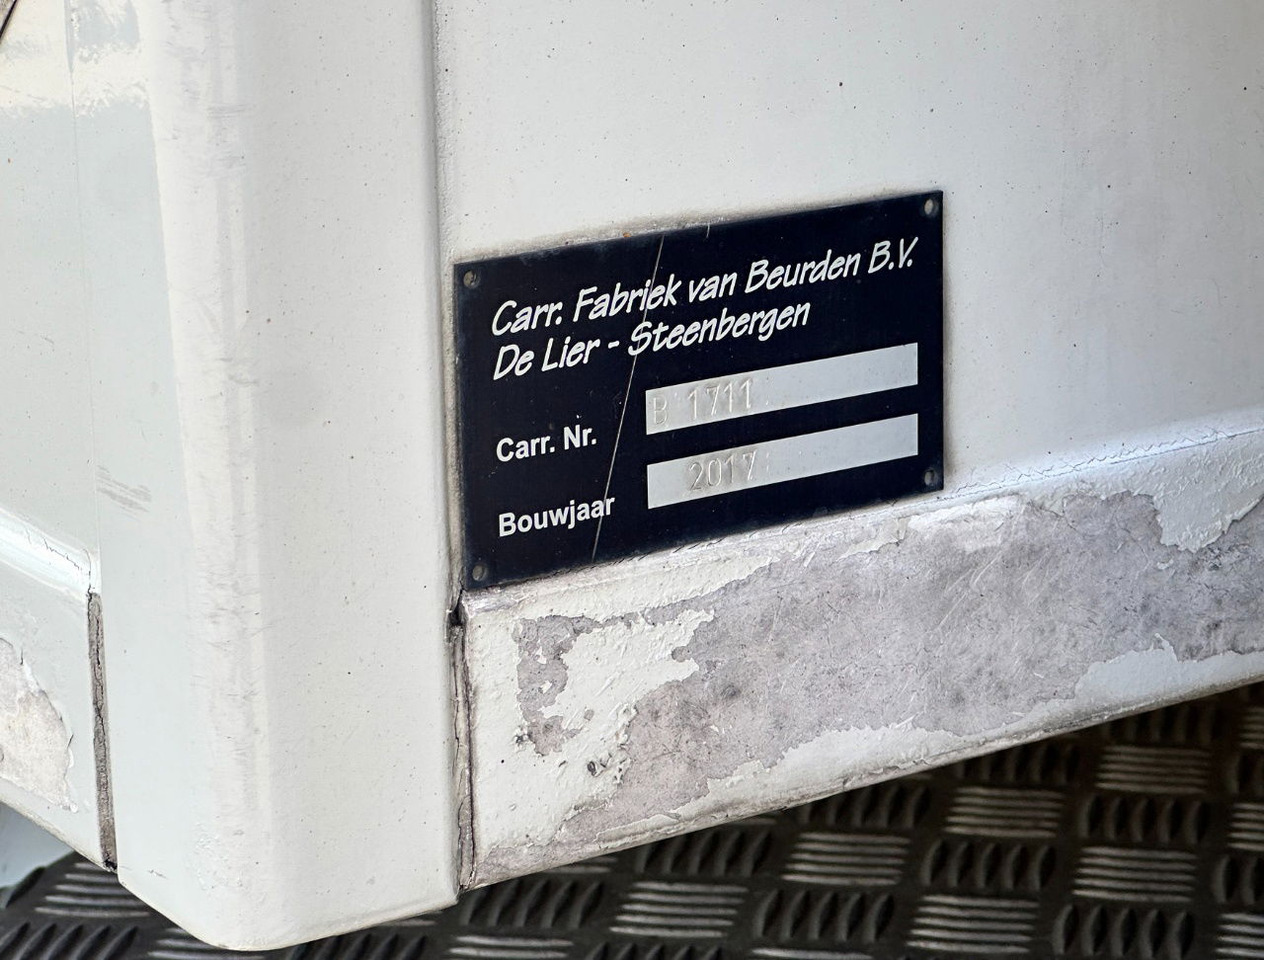 Carr. Fabriek van Beurden B.V.
De Lier - Steenbergen
Carr. Nr. B 1711
Bouwjaar 2017